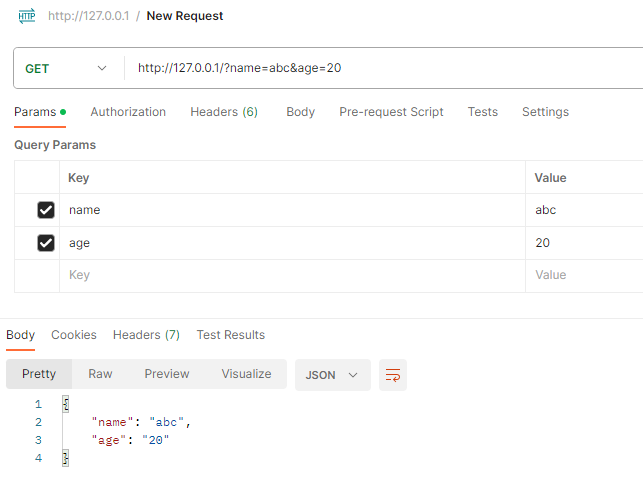 HTTP http://127.0.0.1 / New Request
GET http://127.0.0.1/?name=abc&age=20
Params Authorization Headers (6) Body Pre-request Script Tests Settings
Query Params
Key Value
name abc
age 20
Key Value
Body Cookies Headers (7) Test Results
Pretty Raw Preview Visualize JSON
1 {
2 "name": "abc",
3 "age": "20"
4 }